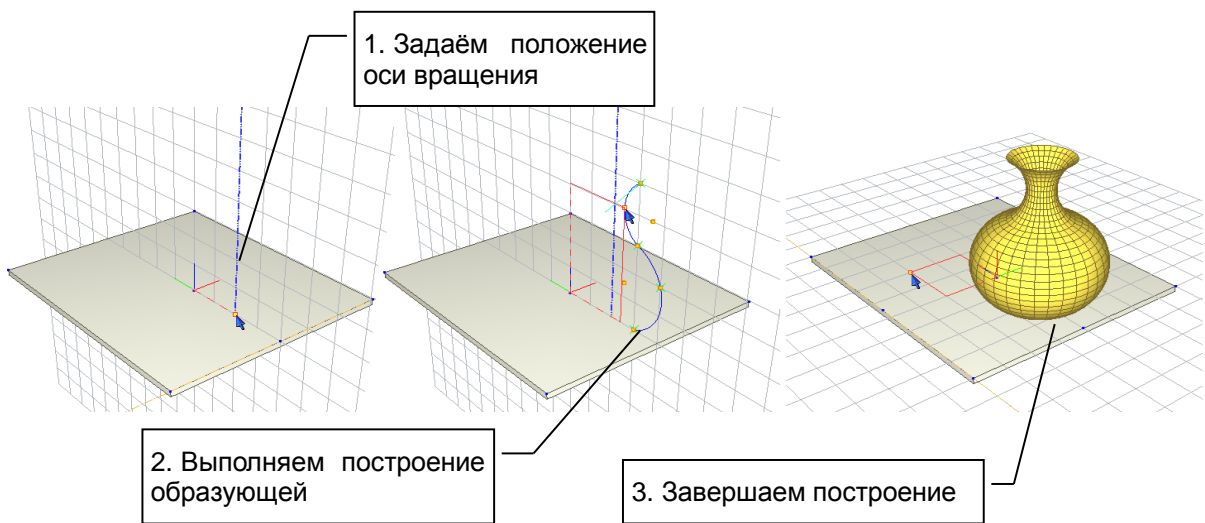 1. Задаём положение
оси вращения
2. Выполняем построение
образующей
3. Завершаем построение